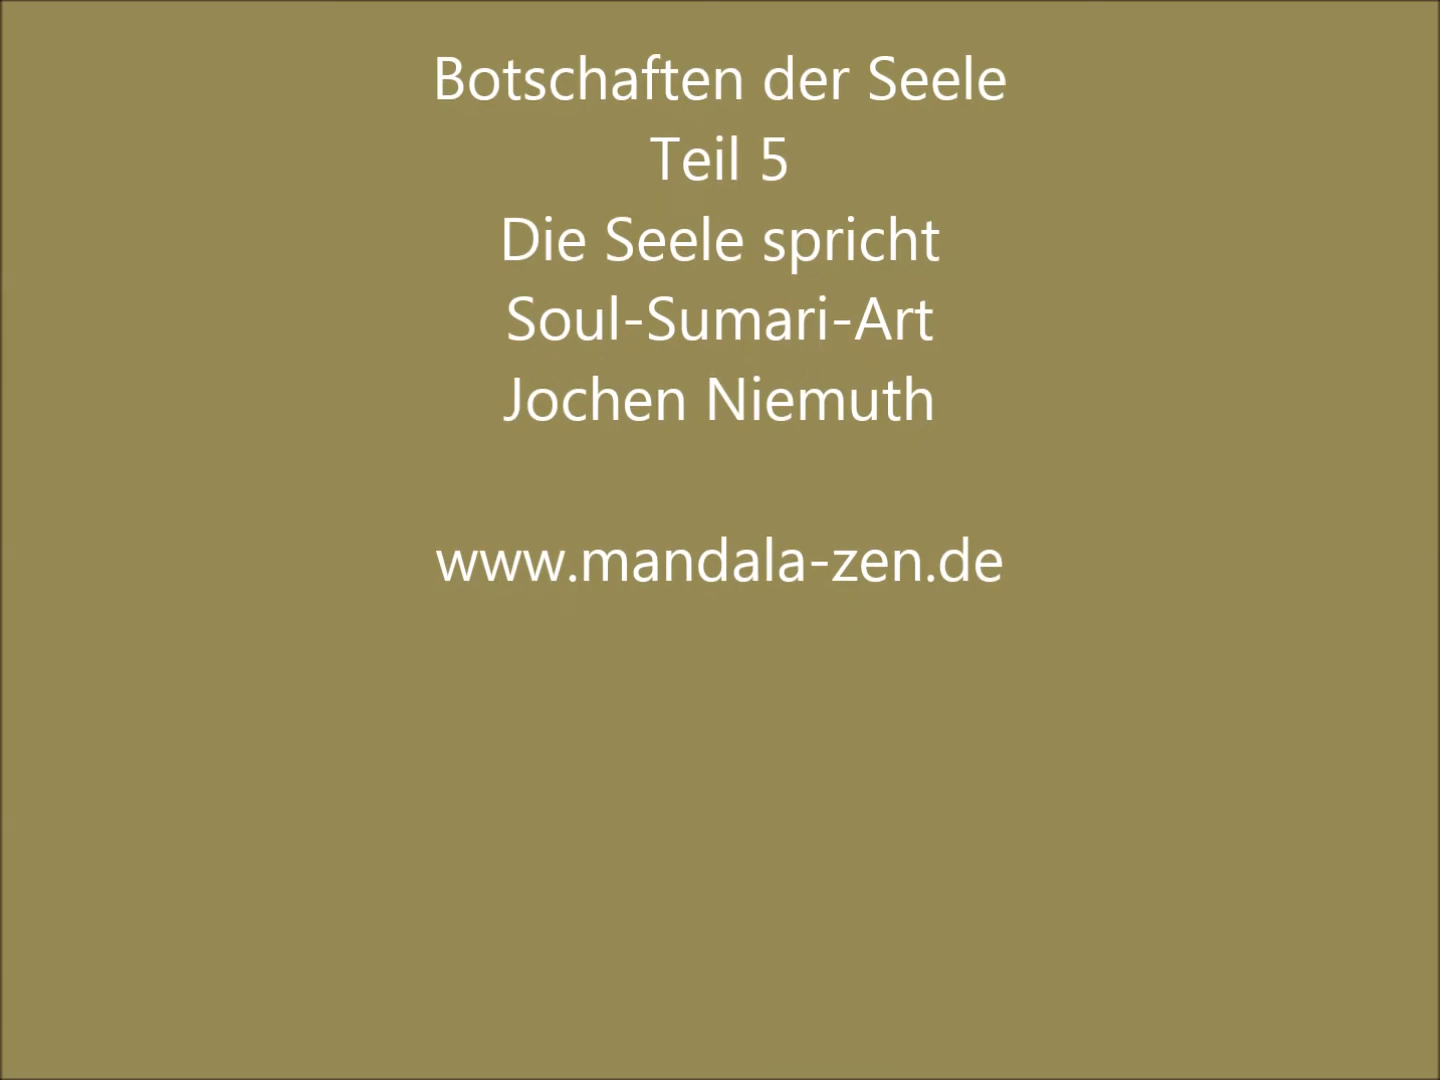 Botschaften der Seele
Teil 5
Die Seele spricht
Soul-Sumari-Art
Jochen Niemuth
www.mandala-zen.de